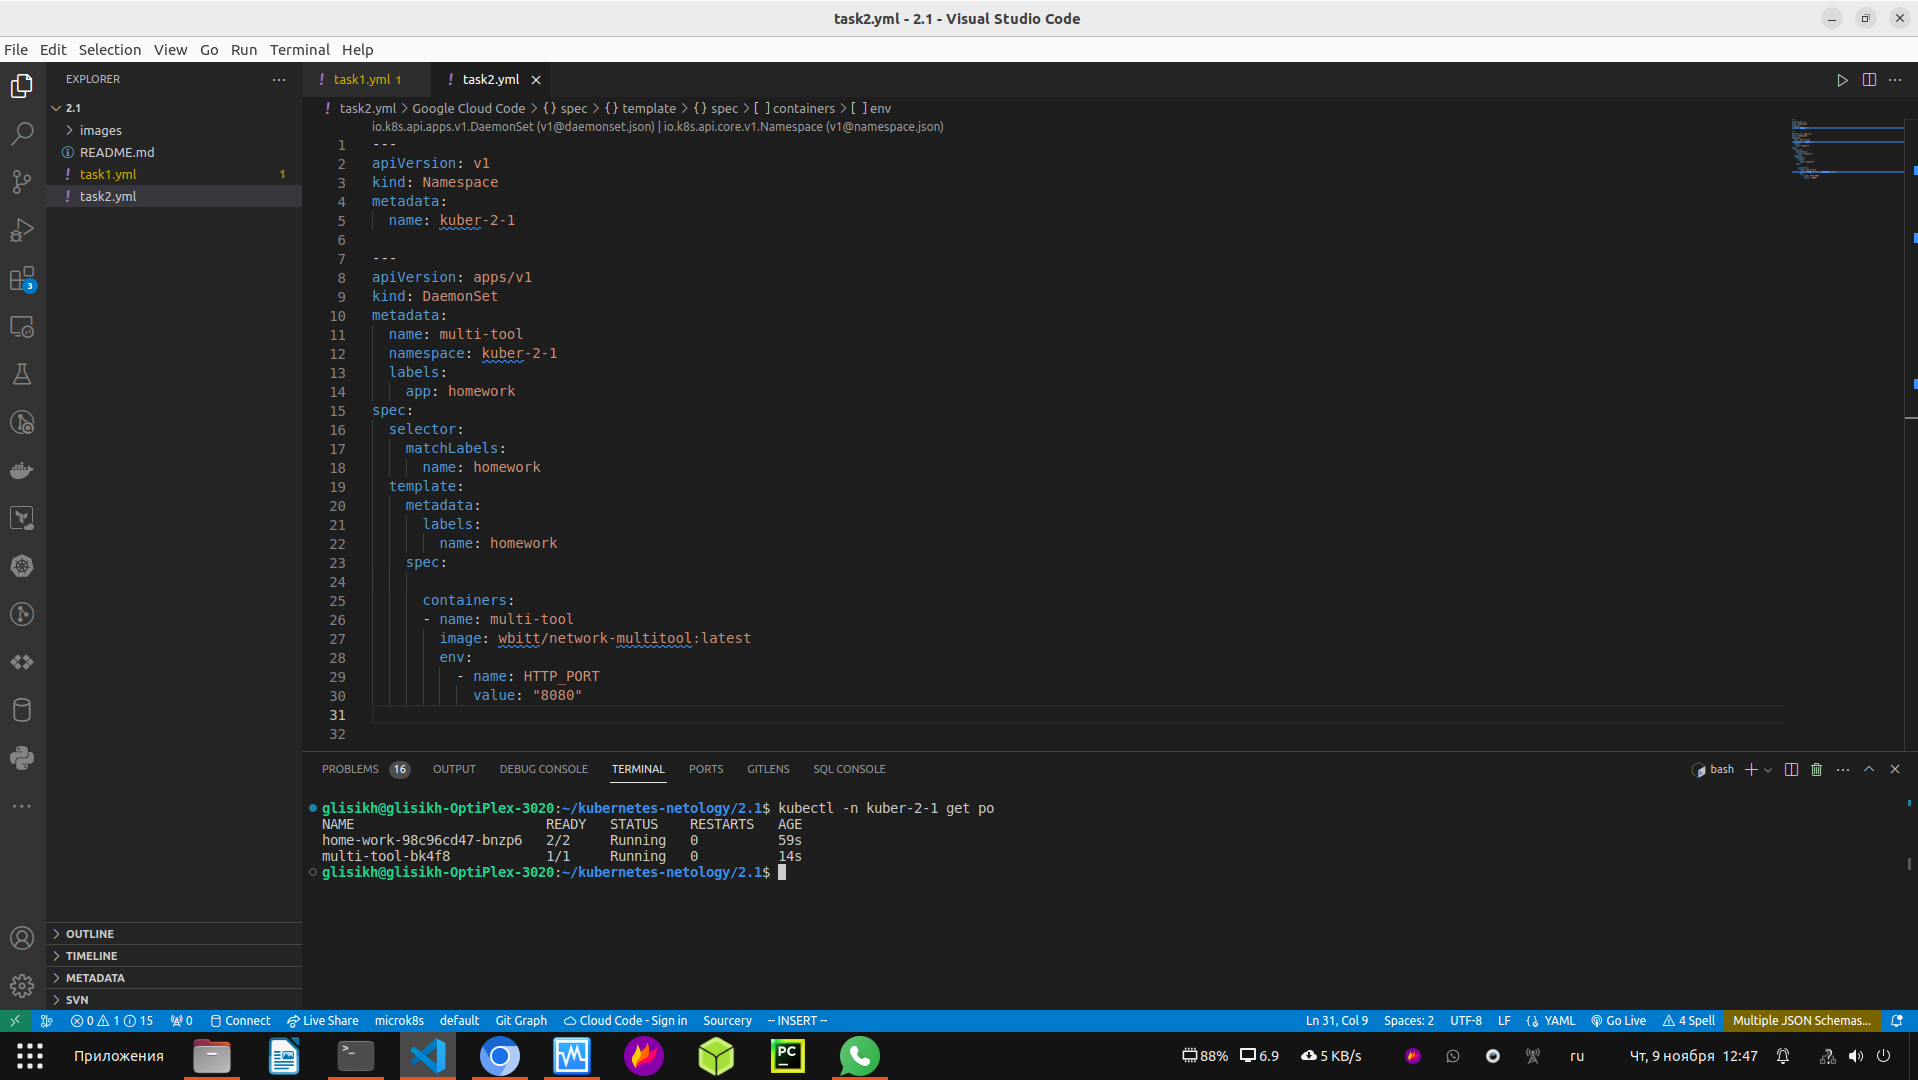 task2.yml - 2.1 - Visual Studio Code
File Edit Selection View Go Run Terminal Help
EXPLORER
2.1
images
README.md
task1.yml 1
task2.yml
OUTLINE
TIMELINE
METADATA
SVN
task1.yml 1
task2.yml
task2.yml > Google Cloud Code > {} spec > {} template > {} spec > [ ] containers > [ ] env
io.k8s.api.apps.v1.DaemonSet (v1@daemonset.json) | io.k8s.api.core.v1.Namespace (v1@namespace.json)
1 ---
2 apiVersion: v1
3 kind: Namespace
4 metadata:
5 name: kuber-2-1
6
7 ---
8 apiVersion: apps/v1
9 kind: DaemonSet
10 metadata:
11 name: multi-tool
12 namespace: kuber-2-1
13 labels:
14 app: homework
15 spec:
16 selector:
17 matchLabels:
18 name: homework
19 template:
20 metadata:
21 labels:
22 name: homework
23 spec:
24
25 containers:
26 - name: multi-tool
27 image: wbitt/network-multitool:latest
28 env:
29 - name: HTTP_PORT
30 value: "8080"
31
32
PROBLEMS 16 OUTPUT DEBUG CONSOLE TERMINAL PORTS GITLENS SQL CONSOLE
bash
glisikh@glisikh-OptiPlex-3020:~/kubernetes-netology/2.1$ kubectl -n kuber-2-1 get po
NAME READY STATUS RESTARTS AGE
home-work-98c96cd47-bnzp6 2/2 Running 0 59s
multi-tool-bk4f8 1/1 Running 0 14s
glisikh@glisikh-OptiPlex-3020:~/kubernetes-netology/2.1$
3
0 1 15 0 Connect Live Share microk8s default Git Graph Cloud Code - Sign in Sourcery -- INSERT -- Ln 31, Col 9 Spaces: 2 UTF-8 LF YAML Go Live 4 Spell Multiple JSON Schemas...
Приложения PC 88% 6.9 5 KB/s ru Чт, 9 ноября 12:47